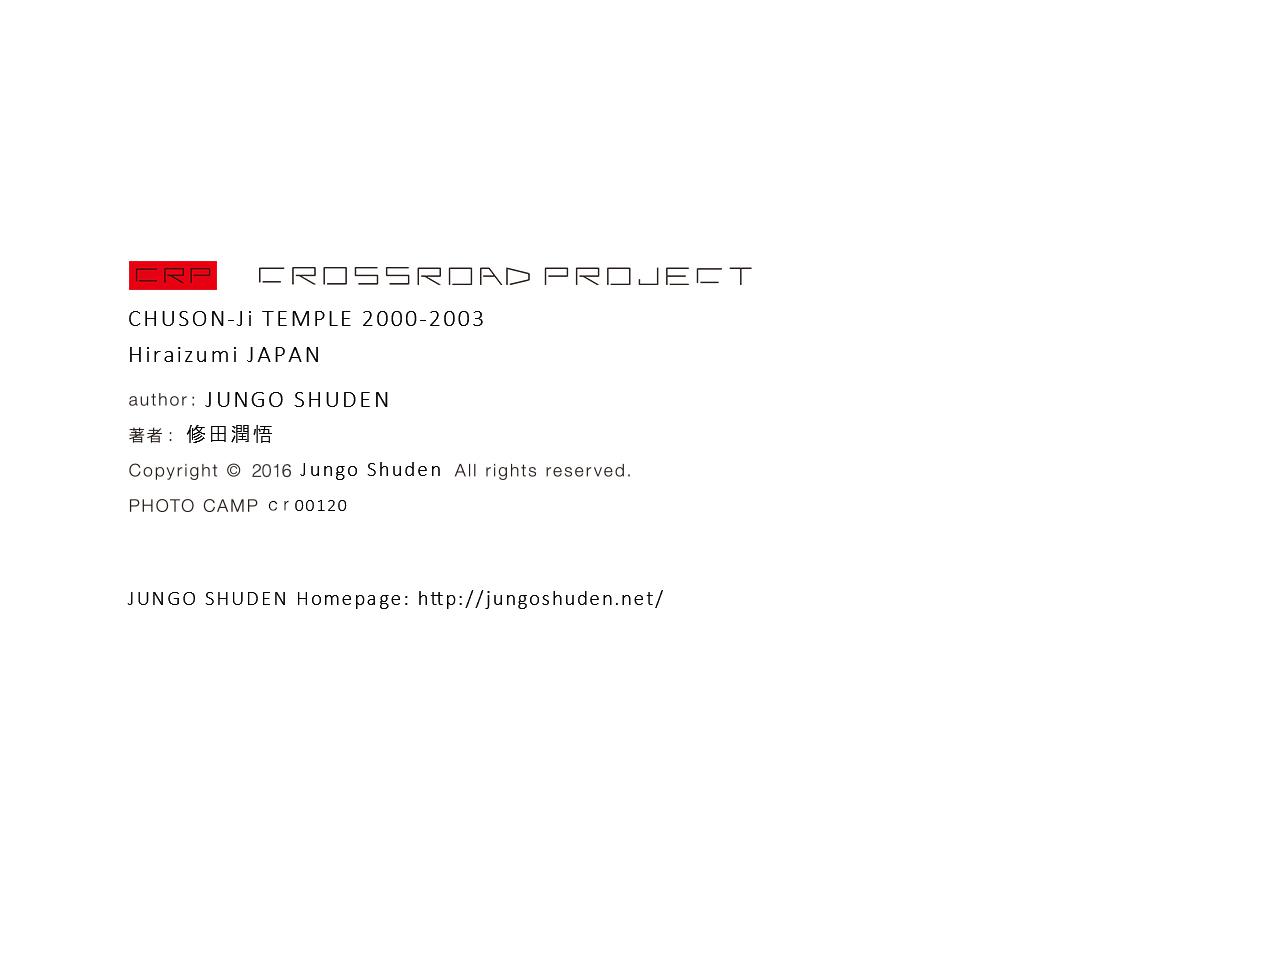 CRP CROSSROAD PROJECT
CHUSON-Ji TEMPLE 2000-2003
Hiraizumi JAPAN
author: JUNGO SHUDEN
著者: 修田潤悟
Copyright © 2016 Jungo Shuden All rights reserved.
PHOTO CAMP ｃｒ00120
JUNGO SHUDEN Homepage: http://jungoshuden.net/